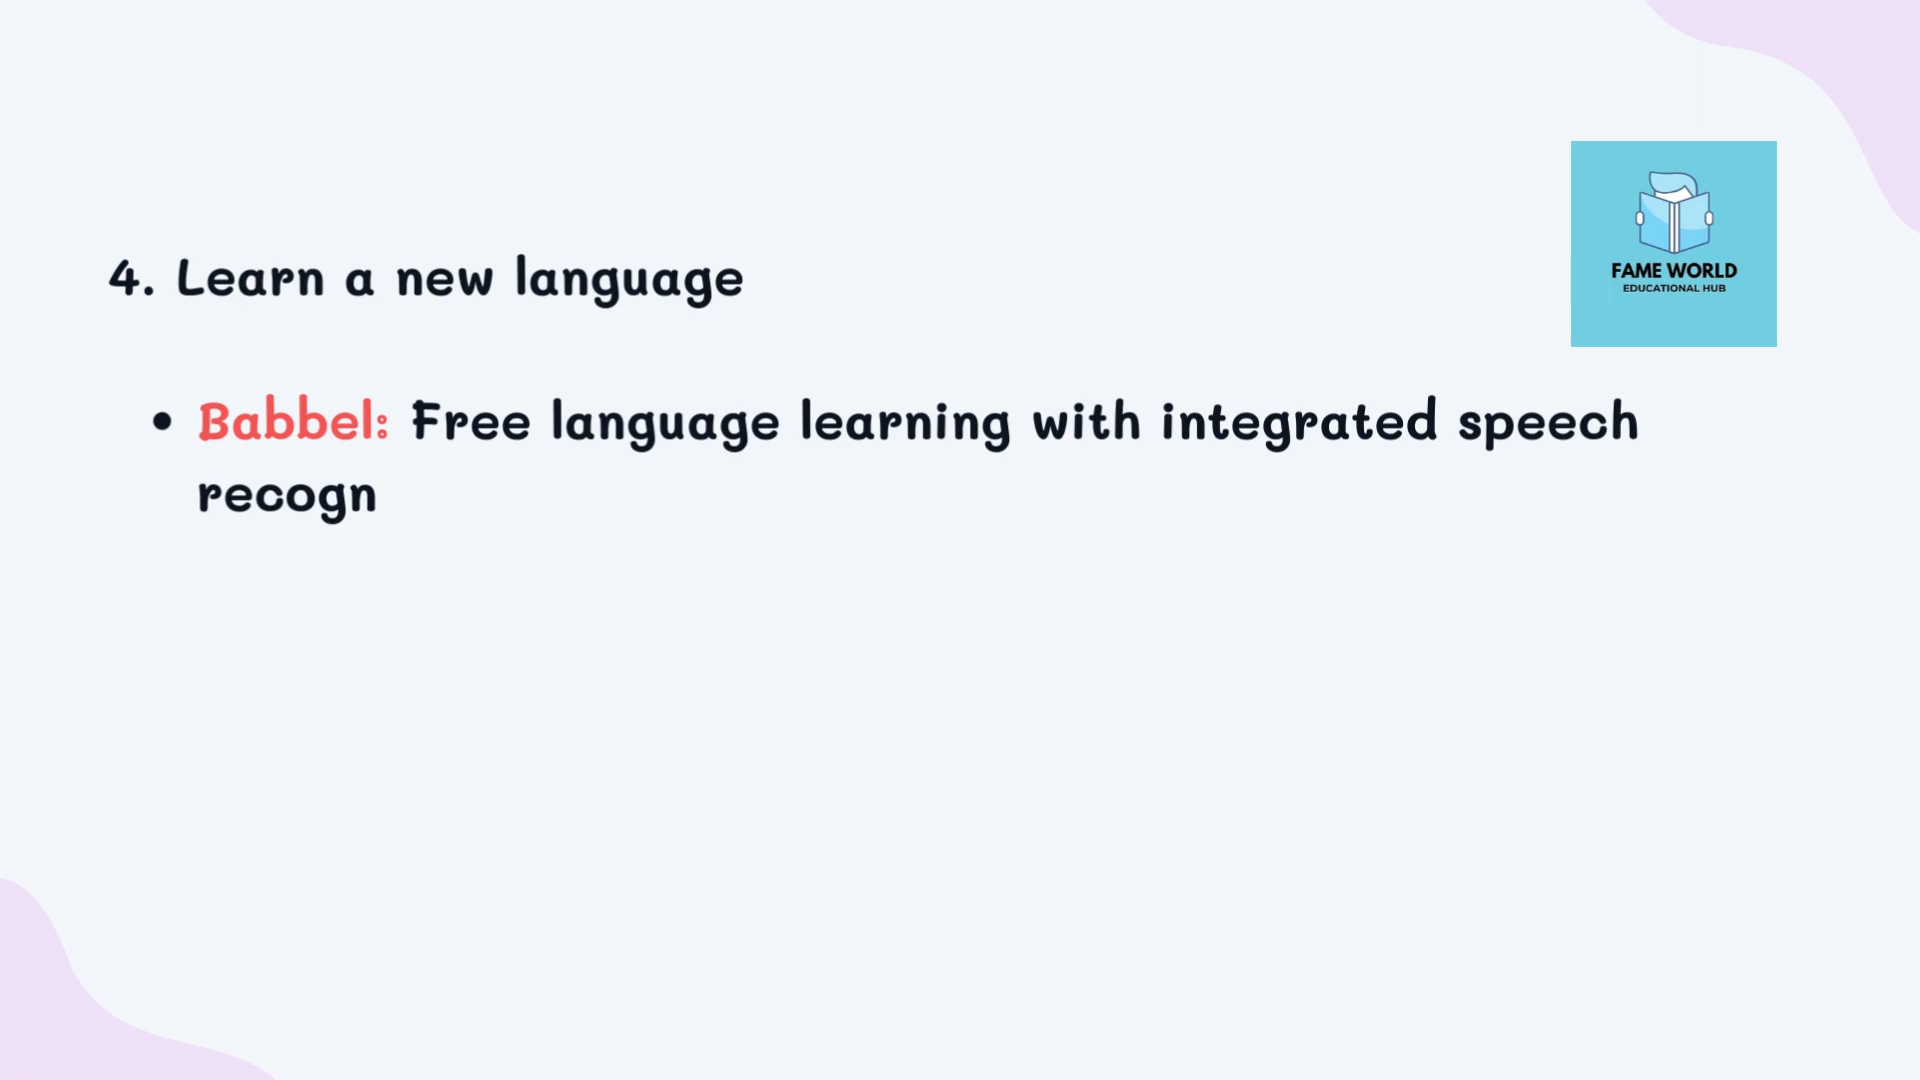 FAME WORLD
EDUCATIONAL HUB
4. Learn a new language
• Babbel: Free language learning with integrated speech
recogn